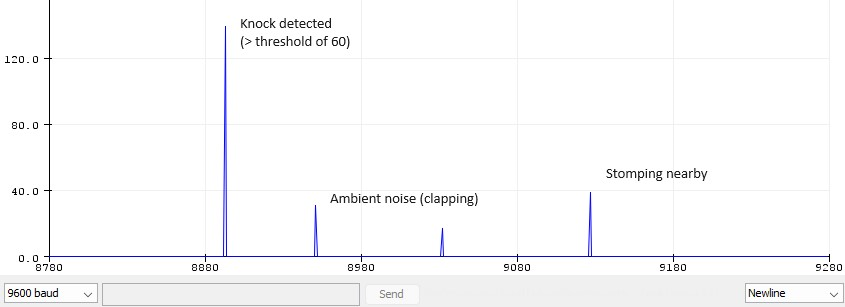 Knock detected
(> threshold of 60)
120.0
80.0
Stomping nearby
40.0
Ambient noise (clapping)
0.0
8780 8880 8980 9080 9180 9280
9600 baud Send Newline